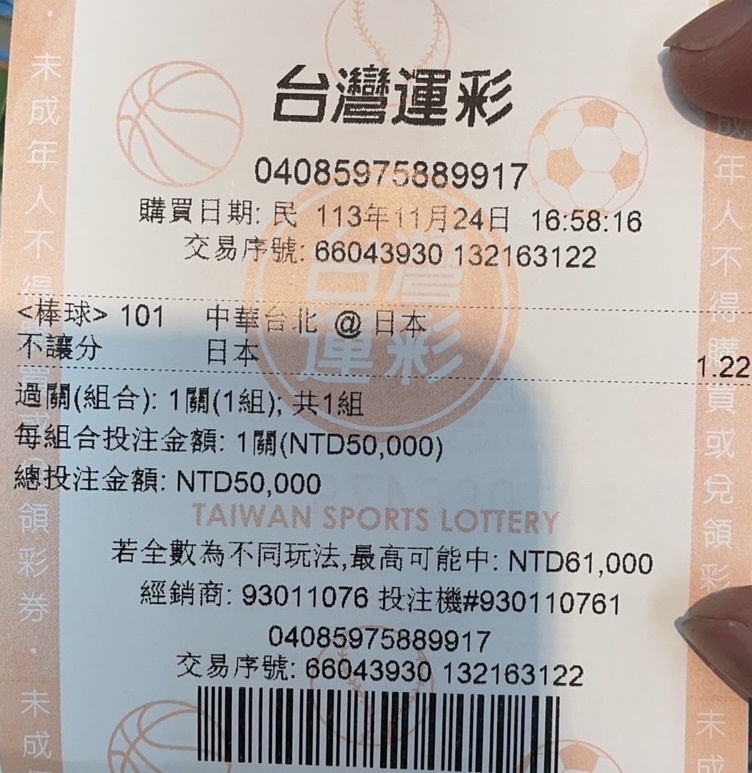 台灣運彩
04085975889917
購買日期: 民 113年11月24日 16:58:16
交易序號: 66043930 132163122
<棒球> 101 中華台北 @ 日本
不讓分 日本 1.22
過關(組合): 1關(1組); 共1組
每組合投注金額: 1關(NTD50,000)
總投注金額: NTD50,000
TAIWAN SPORTS LOTTERY
若全數為不同玩法,最高可能中: NTD61,000
經銷商: 93011076 投注機#930110761
04085975889917
交易序號: 66043930 132163122
台灣運彩
未成年人不得
領彩券・未成
年人不得購買或兌領彩
未成